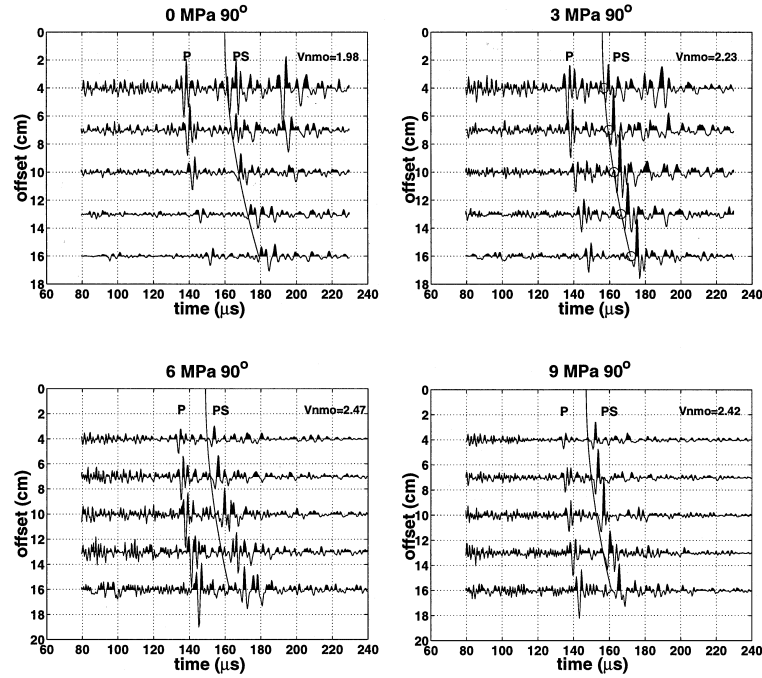 0 MPa 90°
P PS Vnmo=1.98
0
2
4
6
8
10
12
14
16
18
offset (cm)
60 80 100 120 140 160 180 200 220 240
time (μs)
3 MPa 90°
P PS Vnmo=2.23
0
2
4
6
8
10
12
14
16
18
offset (cm)
60 80 100 120 140 160 180 200 220 240
time (μs)
6 MPa 90°
P PS Vnmo=2.47
0
2
4
6
8
10
12
14
16
18
20
offset (cm)
60 80 100 120 140 160 180 200 220 240
time (μs)
9 MPa 90°
P PS Vnmo=2.42
0
2
4
6
8
10
12
14
16
18
20
offset (cm)
60 80 100 120 140 160 180 200 220 240
time (μs)